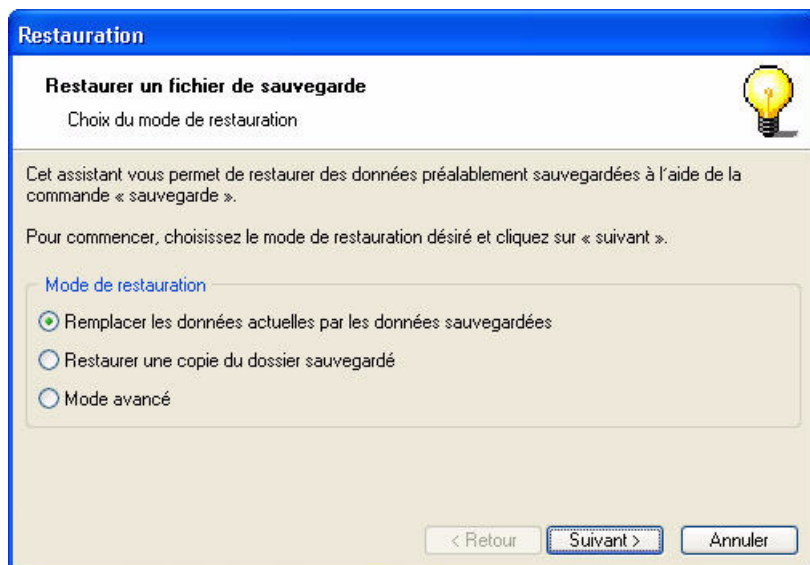 Restauration
Restaurer un fichier de sauvegarde
Choix du mode de restauration
Cet assistant vous permet de restaurer des données préalablement sauvegardées à l'aide de la
commande « sauvegarde ».
Pour commencer, choisissez le mode de restauration désiré et cliquez sur « suivant ».
Mode de restauration
Remplacer les données actuelles par les données sauvegardées
Restaurer une copie du dossier sauvegardé
Mode avancé
< Retour Suivant > Annuler